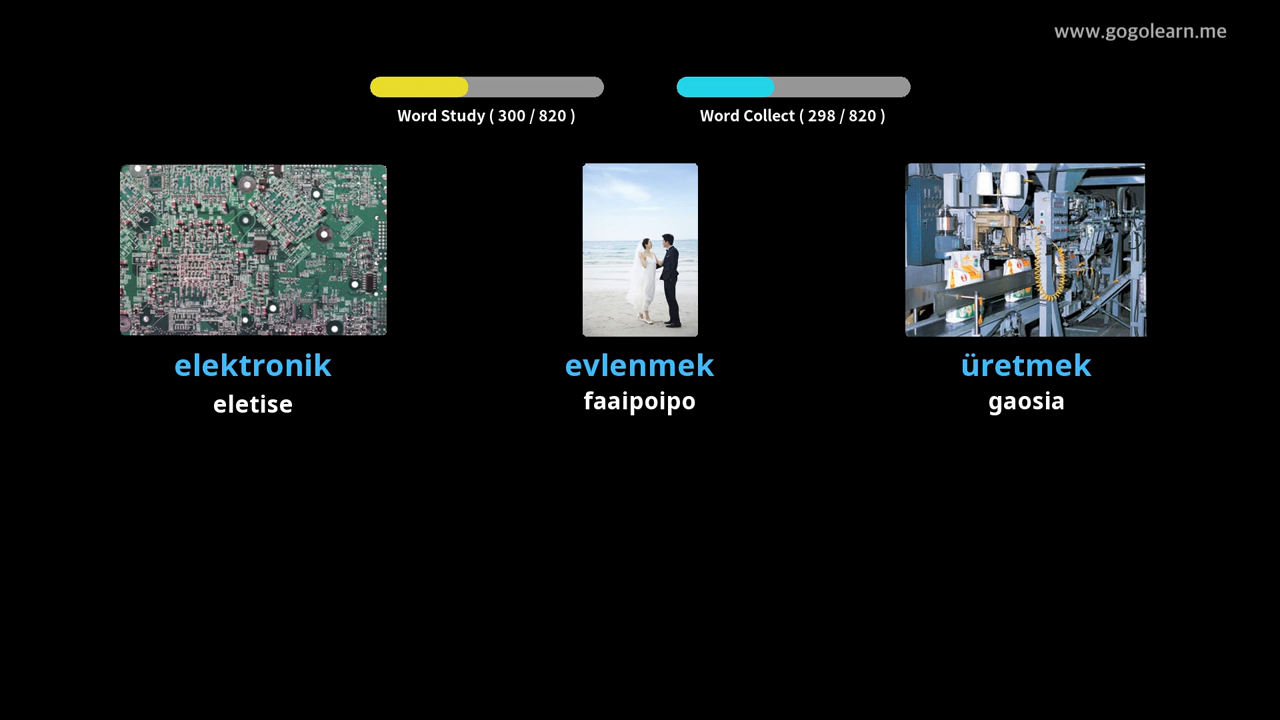 www.gogolearn.me
Word Study ( 300 / 820 )
Word Collect ( 298 / 820 )
elektronik
eletise
evlenmek
faaipoipo
üretmek
gaosia